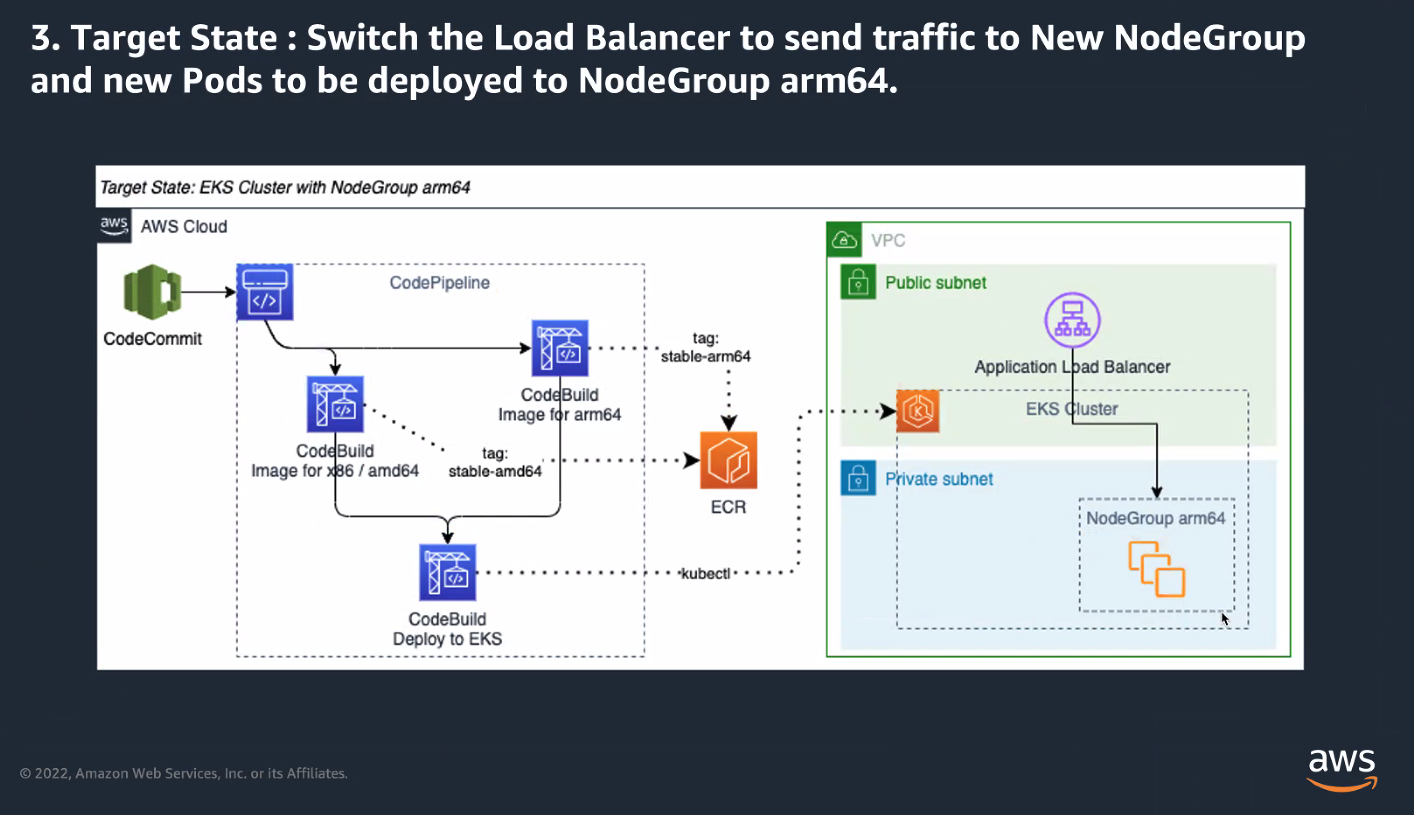 3. Target State : Switch the Load Balancer to send traffic to New NodeGroup
and new Pods to be deployed to NodeGroup arm64.
Target State: EKS Cluster with NodeGroup arm64
aws
AWS Cloud
CodeCommit
CodePipeline
CodeBuild
Image for arm64
CodeBuild
Image for x86 / amd64
tag:
stable-arm64
tag:
stable-amd64
ECR
CodeBuild
Deploy to EKS
kubectl
VPC
Public subnet
Application Load Balancer
EKS Cluster
Private subnet
NodeGroup arm64
© 2022, Amazon Web Services, Inc. or its Affiliates.
aws